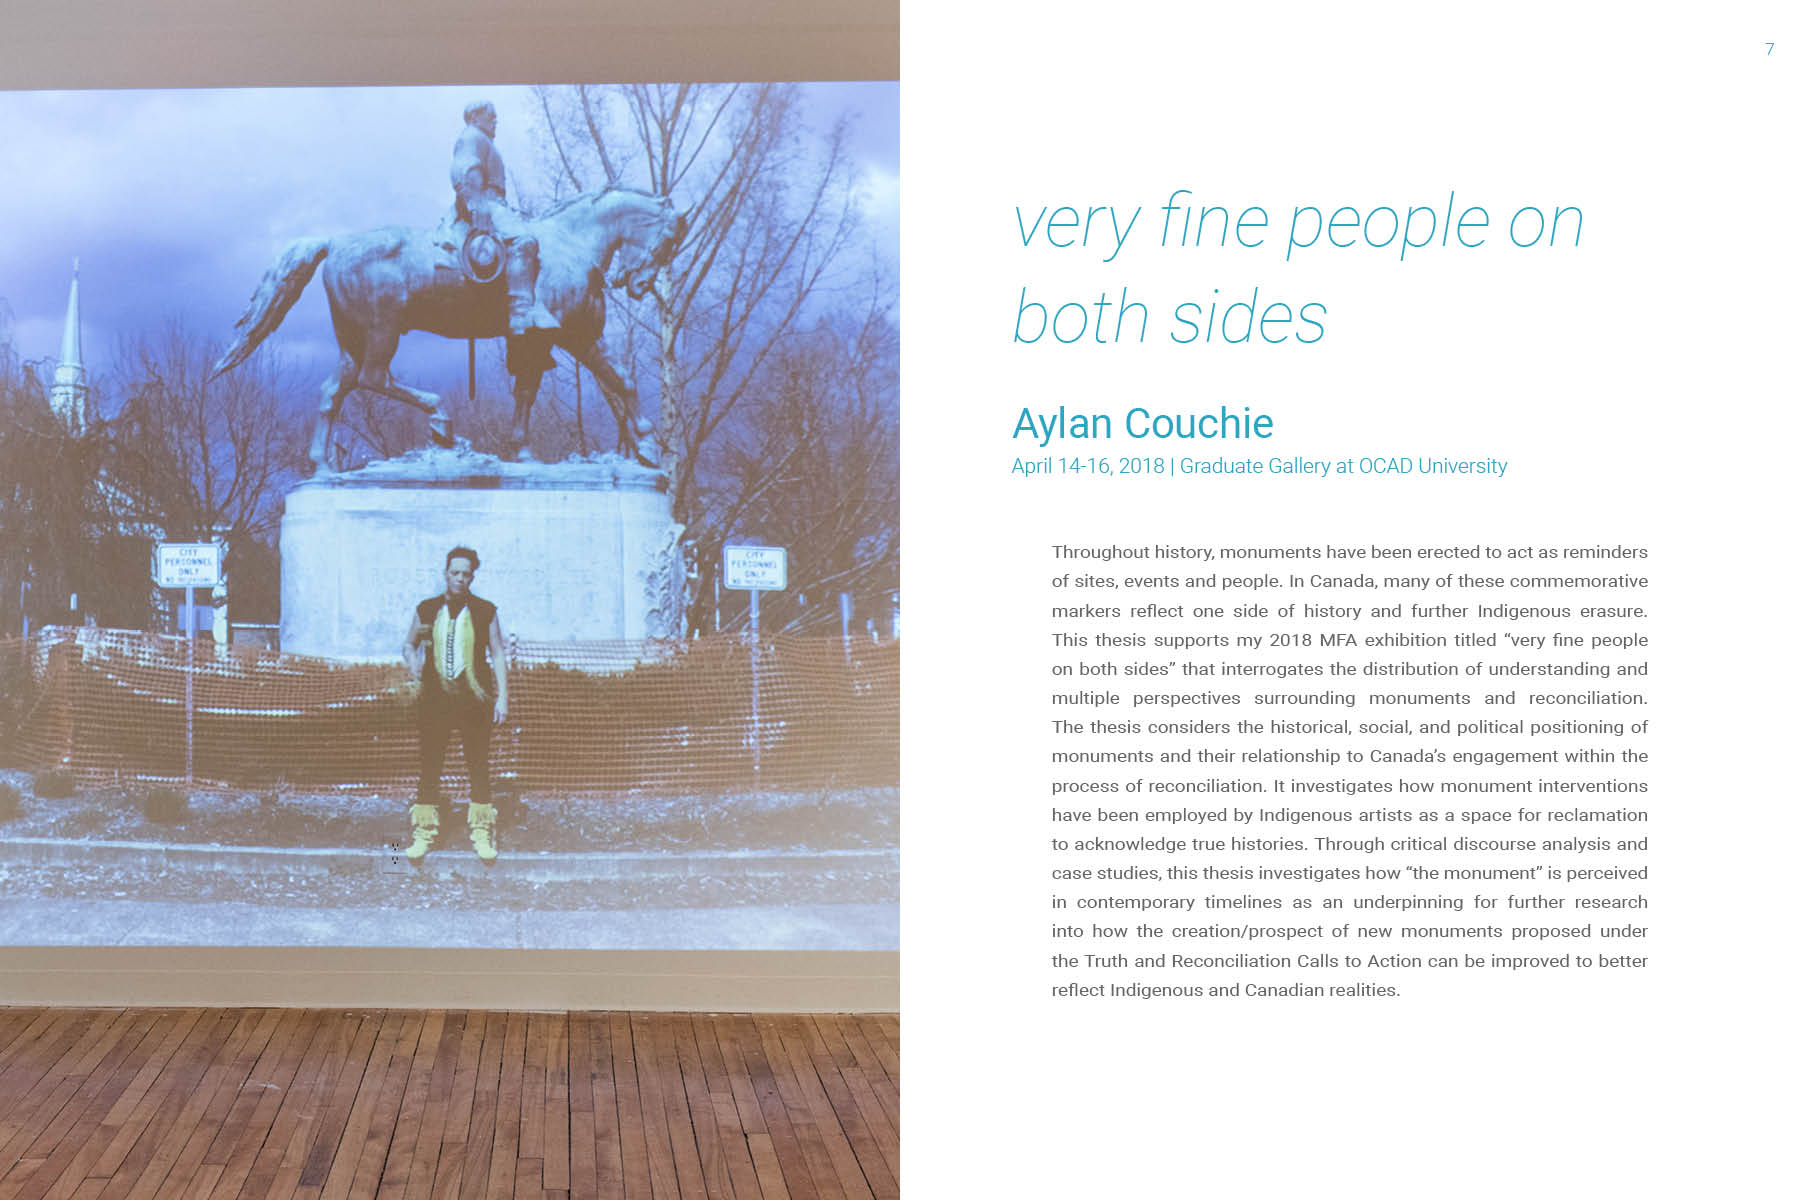 7
very fine people on
both sides
Aylan Couchie
April 14-16, 2018 | Graduate Gallery at OCAD University
Throughout history, monuments have been erected to act as reminders
of sites, events and people. In Canada, many of these commemorative
markers reflect one side of history and further Indigenous erasure.
This thesis supports my 2018 MFA exhibition titled “very fine people
on both sides” that interrogates the distribution of understanding and
multiple perspectives surrounding monuments and reconciliation.
The thesis considers the historical, social, and political positioning of
monuments and their relationship to Canada’s engagement within the
process of reconciliation. It investigates how monument interventions
have been employed by Indigenous artists as a space for reclamation
to acknowledge true histories. Through critical discourse analysis and
case studies, this thesis investigates how “the monument” is perceived
in contemporary timelines as an underpinning for further research
into how the creation/prospect of new monuments proposed under
the Truth and Reconciliation Calls to Action can be improved to better
reflect Indigenous and Canadian realities.
CITY
PERSONNEL
ONLY
NO TRESPASSING
CITY
PERSONNEL
ONLY
NO TRESPASSING